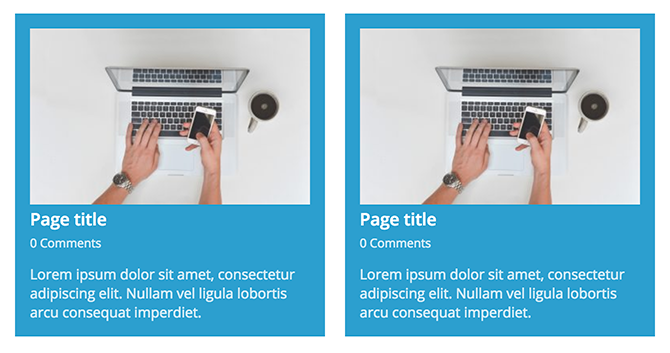 Page title
0 Comments
Lorem ipsum dolor sit amet, consectetur
adipiscing elit. Nullam vel ligula lobortis
arcu consequat imperdiet.
Page title
0 Comments
Lorem ipsum dolor sit amet, consectetur
adipiscing elit. Nullam vel ligula lobortis
arcu consequat imperdiet.